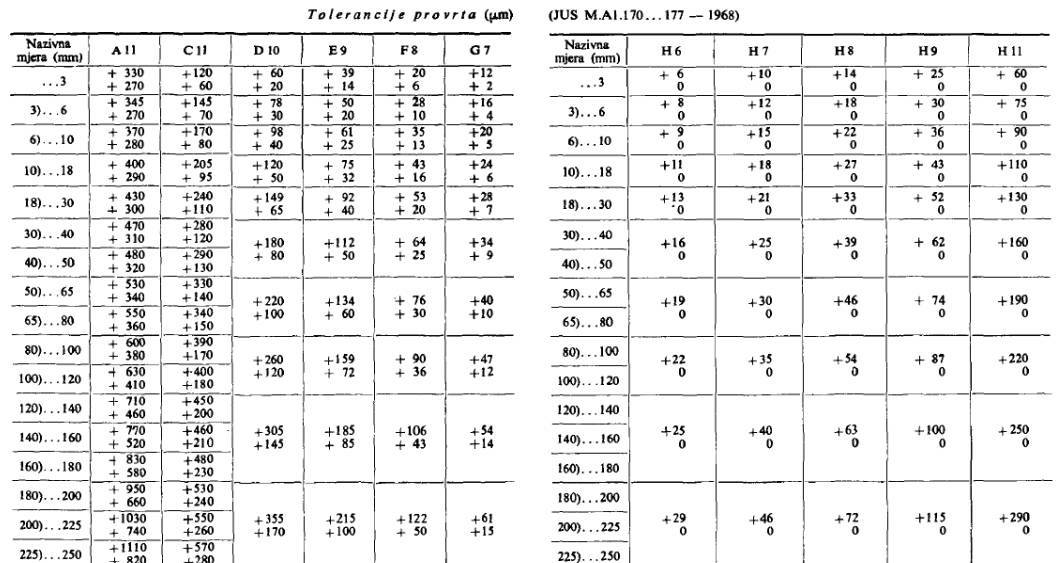 Tolerancije provrta (μm) (JUS M.A1.170...177 — 1968)
Nazivna mjera (mm) A 11 C 11 D 10 E 9 F 8 G 7
...3 + 330 +120 + 60 + 39 + 20 +12
+ 270 + 60 + 20 + 14 + 6 + 2
3)...6 + 345 +145 + 78 + 50 + 28 +16
+ 270 + 70 + 30 + 20 + 10 + 4
6)...10 + 370 +170 + 98 + 61 + 35 +20
+ 280 + 80 + 40 + 25 + 13 + 5
10)...18 + 400 +205 +120 + 75 + 43 +24
+ 290 + 95 + 50 + 32 + 16 + 6
18)...30 + 430 +240 +149 + 92 + 53 +28
+ 300 +110 + 65 + 40 + 20 + 7
30)...40 + 470 +280
+ 310 +120
+180 +112 + 64 +34
+ 80 + 50 + 25 + 9
40)...50 + 480 +290
+ 320 +130
50)...65 + 530 +330
+ 340 +140
+220 +134 + 76 +40
+100 + 60 + 30 +10
65)...80 + 550 +340
+ 360 +150
80)...100 + 600 +390
+ 380 +170
+260 +159 + 90 +47
+120 + 72 + 36 +12
100)...120 + 630 +400
+ 410 +180
120)...140 + 710 +450
+ 460 +200
140)...160 + 770 +460 +305 +185 +106 +54
+ 520 +210 +145 + 85 + 43 +14
160)...180 + 830 +480
+ 580 +230
180)...200 + 950 +530
+ 660 +240
200)...225 +1030 +550 +355 +215 +122 +61
+ 740 +260 +170 +100 + 50 +15
225)...250 +1110 +570
+ 820 +280
Nazivna mjera (mm) H 6 H 7 H 8 H 9 H 11
...3 + 6 +10 +14 + 25 + 60
0 0 0 0 0
3)...6 + 8 +12 +18 + 30 + 75
0 0 0 0 0
6)...10 + 9 +15 +22 + 36 + 90
0 0 0 0 0
10)...18 +11 +18 +27 + 43 +110
0 0 0 0 0
18)...30 +13 +21 +33 + 52 +130
0 0 0 0 0
30)...40
+16 +25 +39 + 62 +160
0 0 0 0 0
40)...50
50)...65
+19 +30 +46 + 74 +190
0 0 0 0 0
65)...80
80)...100
+22 +35 +54 + 87 +220
0 0 0 0 0
100)...120
120)...140
140)...160 +25 +40 +63 +100 +250
0 0 0 0 0
160)...180
180)...200
200)...225 +29 +46 +72 +115 +290
0 0 0 0 0
225)...250